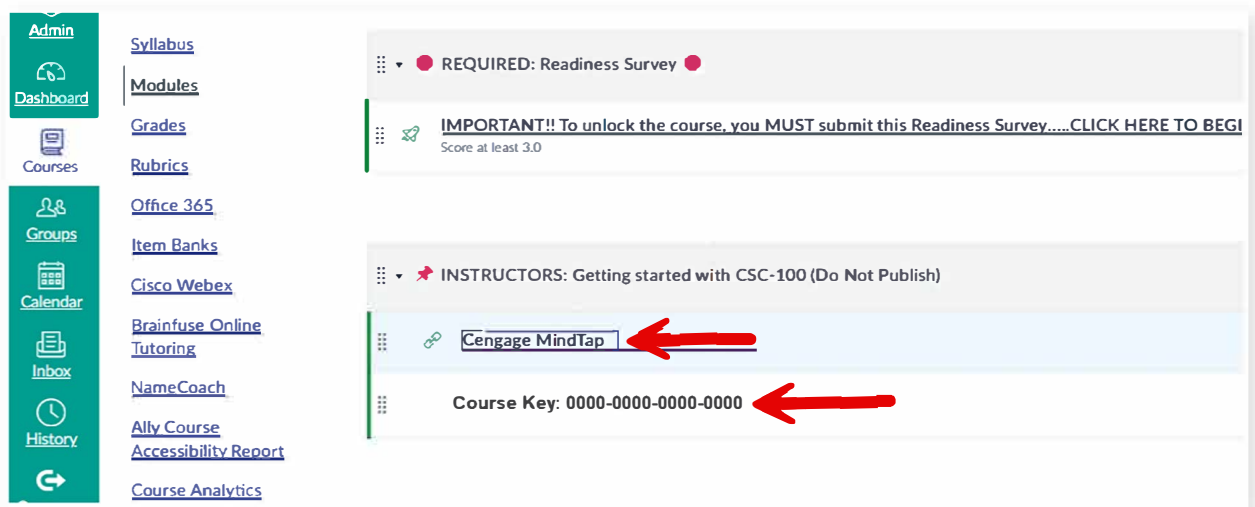 Admin
Dashboard
Courses
Groups
Calendar
Inbox
History
Syllabus
Modules
Grades
Rubrics
Office 365
Item Banks
Cisco Webex
Brainfuse Online
Tutoring
NameCoach
Ally Course
Accessibility Report
Course Analytics
REQUIRED: Readiness Survey
IMPORTANT!! To unlock the course, you MUST submit this Readiness Survey.....CLICK HERE TO BEGI
Score at least 3.0
INSTRUCTORS: Getting started with CSC-100 (Do Not Publish)
Cengage MindTap
Course Key: 0000-0000-0000-0000